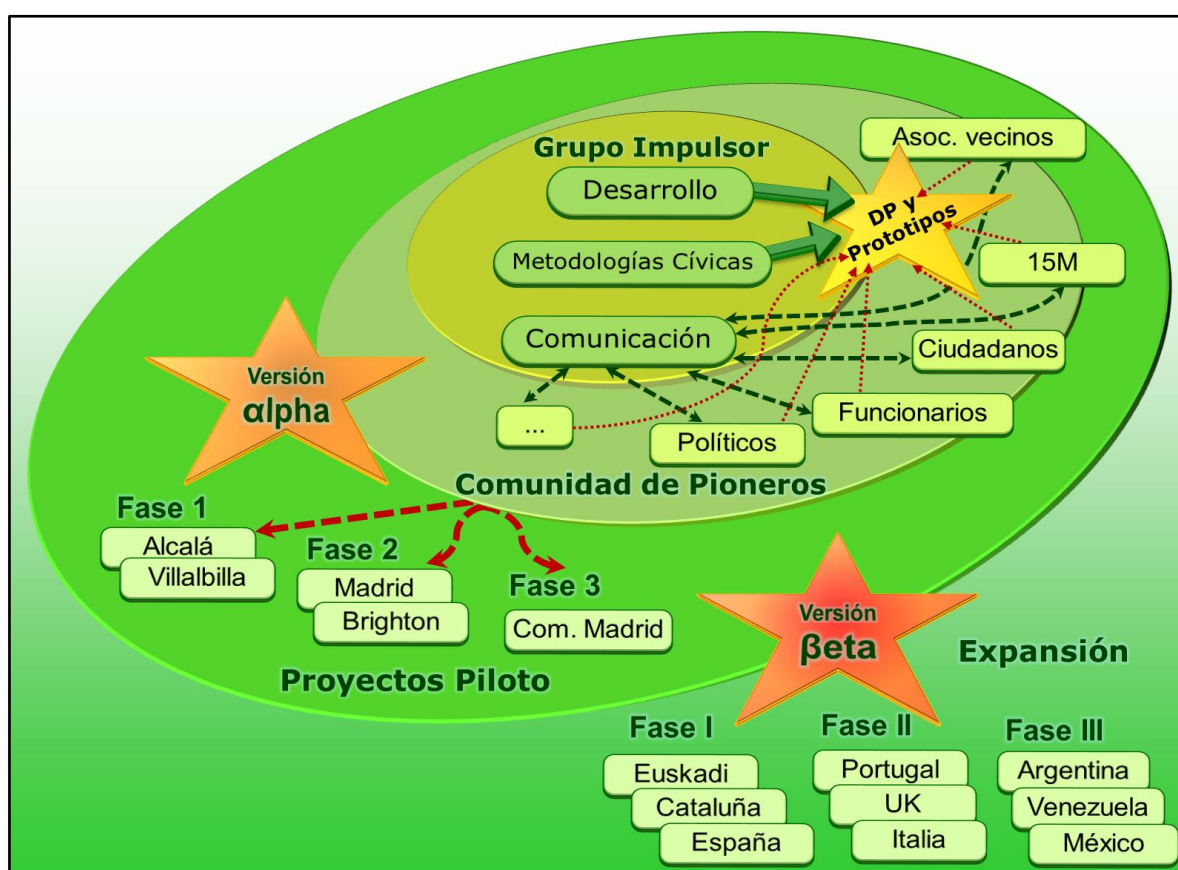 Asoc. vecinos
Grupo Impulsor
Desarrollo
DP y
Prototipos
Metodologías Cívicas
15M
Comunicación
Ciudadanos
Versión
αlpha
...
Funcionarios
Políticos
Comunidad de Pioneros
Fase 1
Alcalá
Villalbilla
Fase 2
Madrid
Brighton
Fase 3
Com. Madrid
Proyectos Piloto
Versión
βeta
Expansión
Fase I
Euskadi
Cataluña
España
Fase II
Portugal
UK
Italia
Fase III
Argentina
Venezuela
México